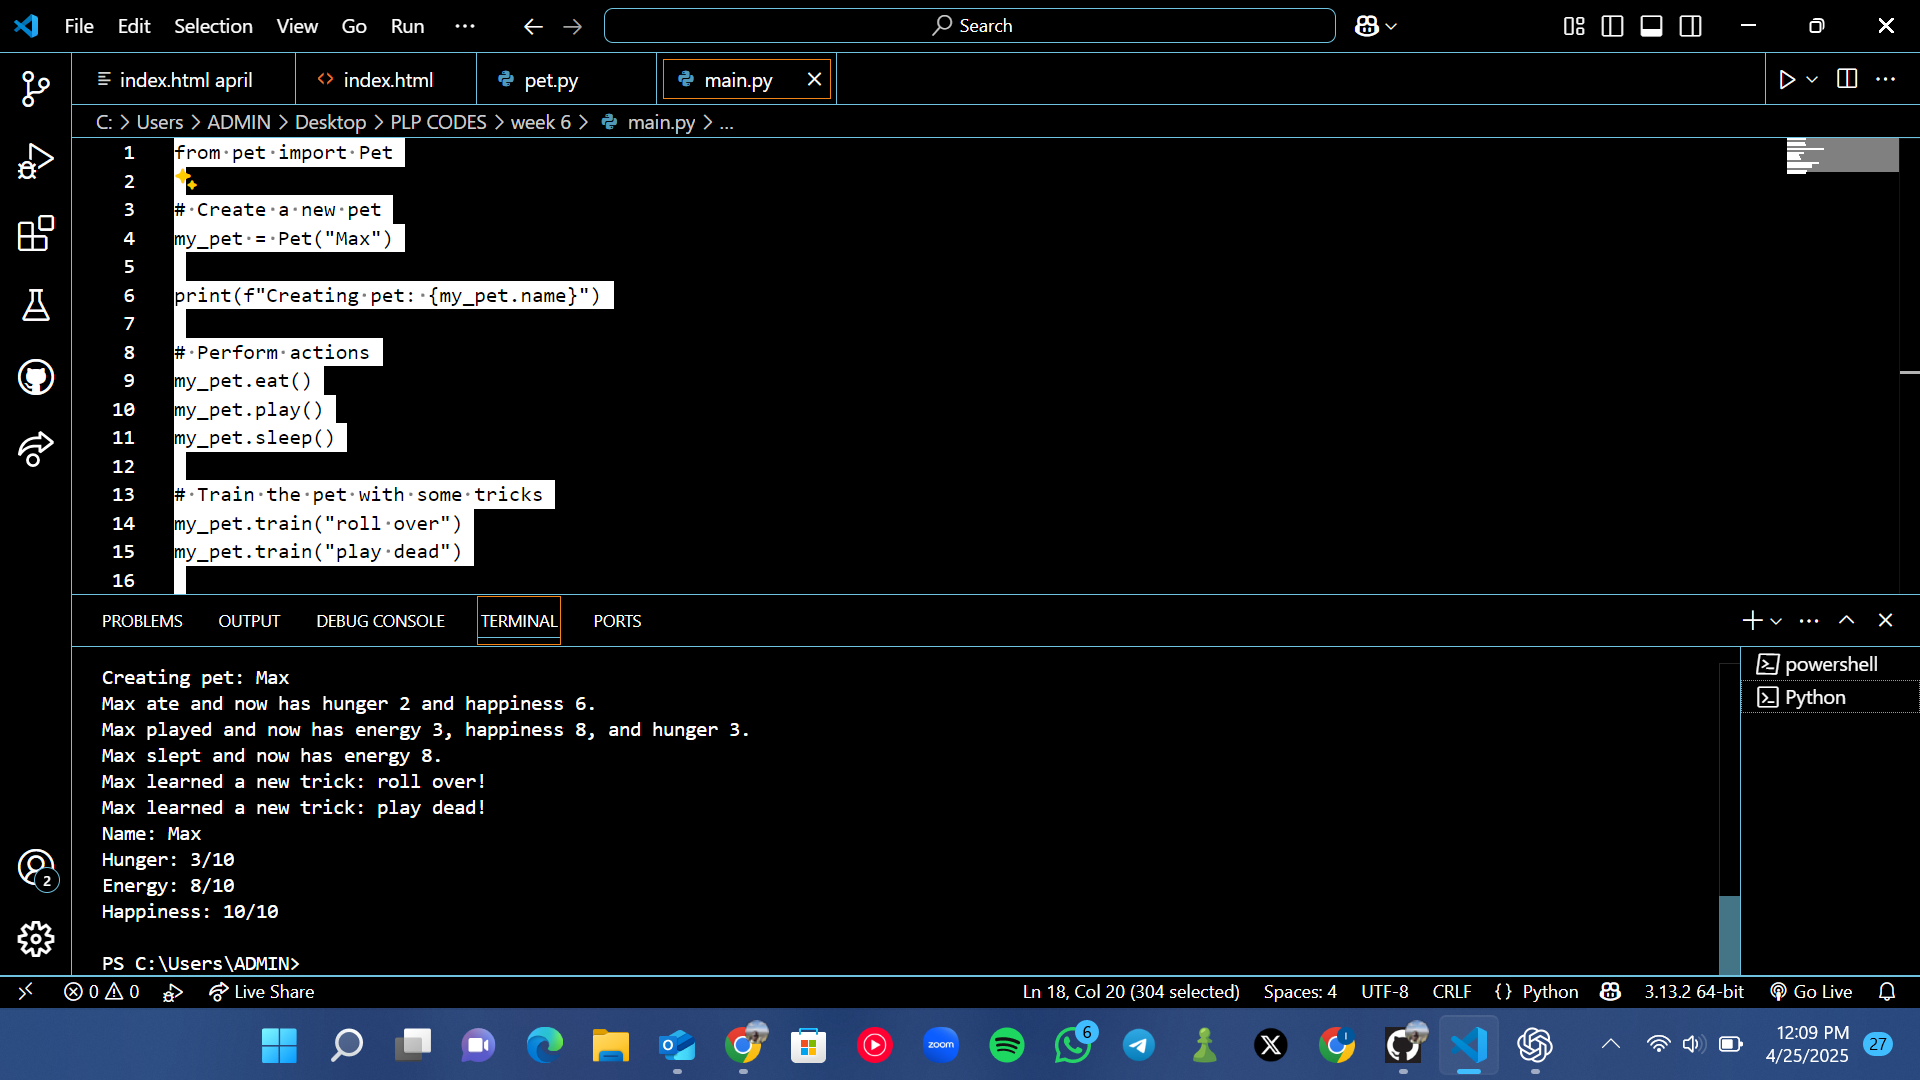 File Edit Selection View Go Run ··· Search
index.html april index.html pet.py main.py
C: > Users > ADMIN > Desktop > PLP CODES > week 6 > main.py > ...
1 from pet import Pet
2
3 # Create a new pet
4 my_pet = Pet("Max")
5
6 print(f"Creating pet: {my_pet.name}")
7
8 # Perform actions
9 my_pet.eat()
10 my_pet.play()
11 my_pet.sleep()
12
13 # Train the pet with some tricks
14 my_pet.train("roll over")
15 my_pet.train("play dead")
16
PROBLEMS OUTPUT DEBUG CONSOLE TERMINAL PORTS
powershell
Python
Creating pet: Max
Max ate and now has hunger 2 and happiness 6.
Max played and now has energy 3, happiness 8, and hunger 3.
Max slept and now has energy 8.
Max learned a new trick: roll over!
Max learned a new trick: play dead!
Name: Max
Hunger: 3/10
Energy: 8/10
Happiness: 10/10
PS C:\Users\ADMIN>
2
0 0 Live Share Ln 18, Col 20 (304 selected) Spaces: 4 UTF-8 CRLF {} Python 3.13.2 64-bit Go Live
zoom 6 12:09 PM 27
4/25/2025